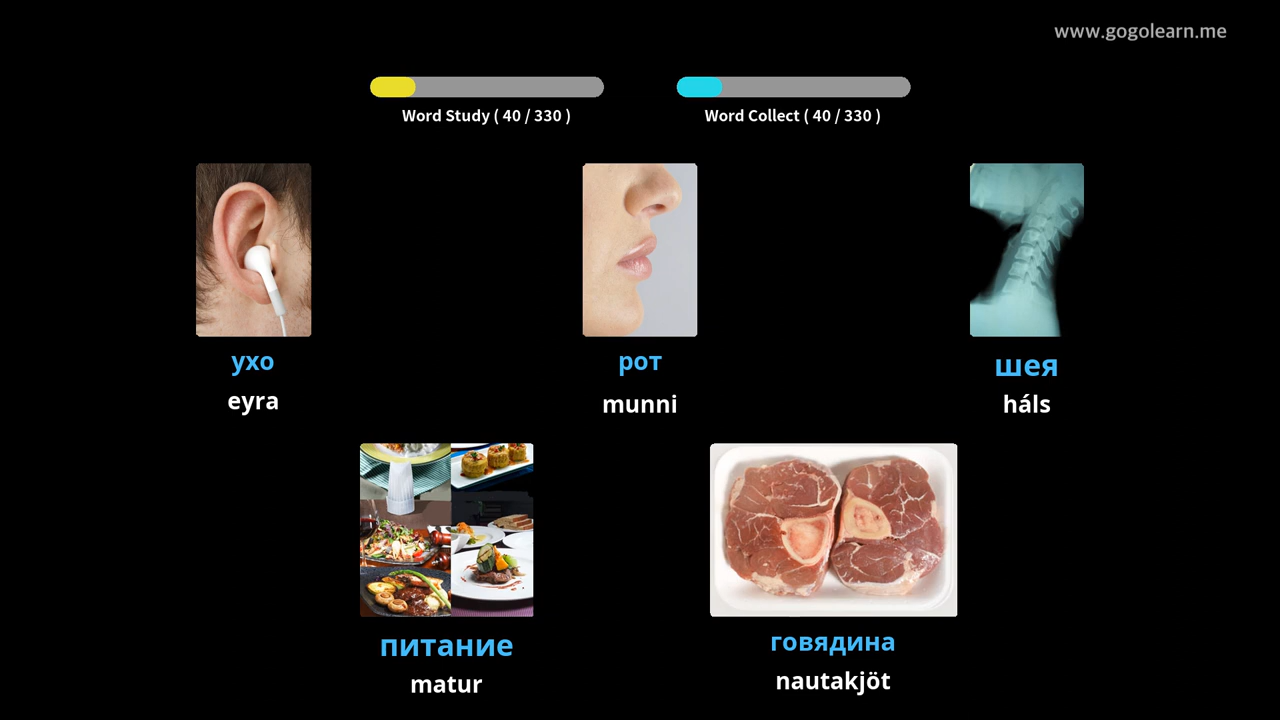 www.gogolearn.me
Word Study ( 40 / 330 )
Word Collect ( 40 / 330 )
ухо
eyra
рот
munni
шея
háls
питание
matur
говядина
nautakjöt